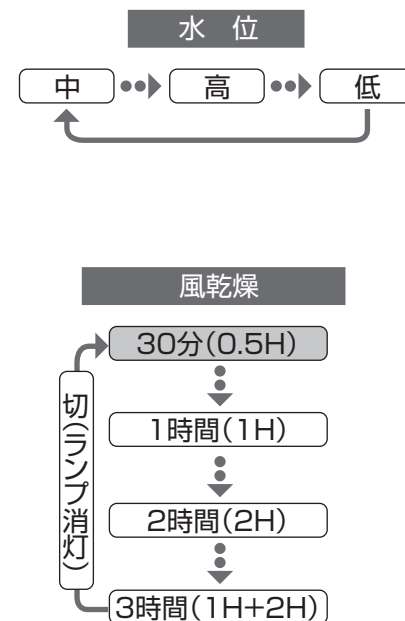 水 位
中 高 低
風乾燥
30分(0.5H)
1時間(1H)
2時間(2H)
3時間(1H+2H)
切(ランプ消灯)